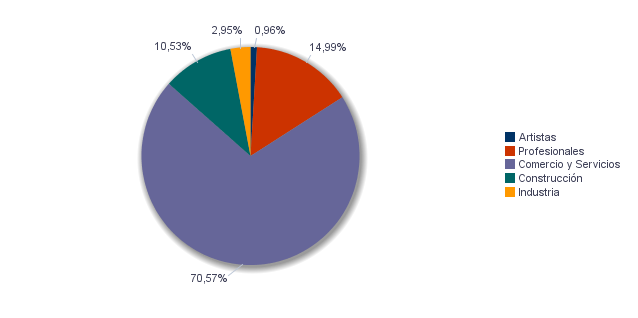 2,95%
0,96%
10,53%
14,99%
Artistas
Profesionales
Comercio y Servicios
Construcción
Industria
70,57%